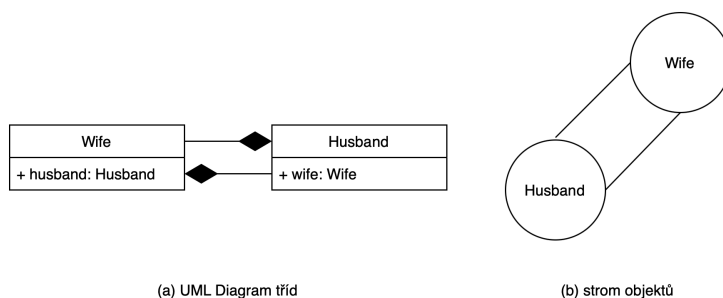 Wife
Husband
+ husband: Husband
+ wife: Wife
(a) UML Diagram tříd
Wife
Husband
(b) strom objektů